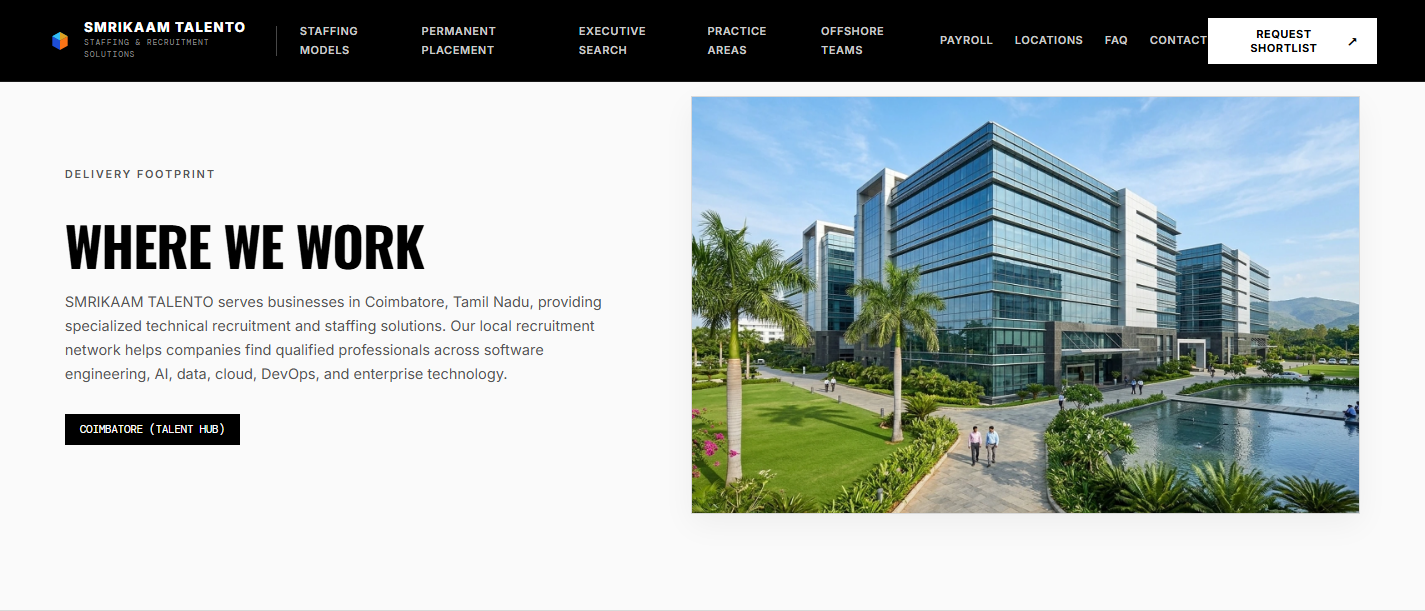 SMRIKAAM TALENTO
STAFFING & RECRUITMENT
SOLUTIONS
STAFFING
MODELS
PERMANENT
PLACEMENT
EXECUTIVE
SEARCH
PRACTICE
AREAS
OFFSHORE
TEAMS
PAYROLL
LOCATIONS
FAQ
CONTACT
REQUEST
SHORTLIST ↗
DELIVERY FOOTPRINT
WHERE WE WORK
SMRIKAAM TALENTO serves businesses in Coimbatore, Tamil Nadu, providing
specialized technical recruitment and staffing solutions. Our local recruitment
network helps companies find qualified professionals across software
engineering, AI, data, cloud, DevOps, and enterprise technology.
COIMBATORE (TALENT HUB)